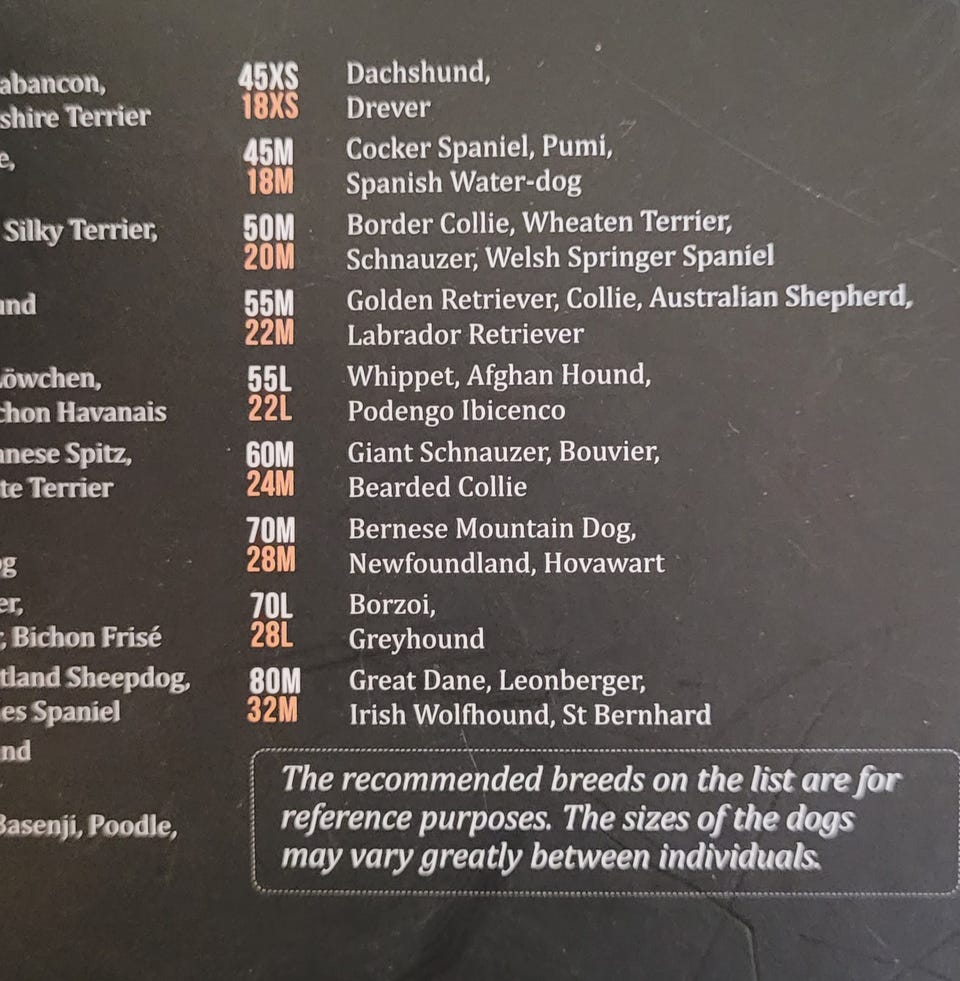 abancon,
shire Terrier
e,
Silky Terrier,
und
öwchen,
chon Havanais
anese Spitz,
te Terrier
g
er,
, Bichon Frisé
tland Sheepdog,
es Spaniel
nd
Basenji, Poodle,
45XS Dachshund,
18XS Drever
45M Cocker Spaniel, Pumi,
18M Spanish Water-dog
50M Border Collie, Wheaten Terrier,
20M Schnauzer, Welsh Springer Spaniel
55M Golden Retriever, Collie, Australian Shepherd,
22M Labrador Retriever
55L Whippet, Afghan Hound,
22L Podengo Ibicenco
60M Giant Schnauzer, Bouvier,
24M Bearded Collie
70M Bernese Mountain Dog,
28M Newfoundland, Hovawart
70L Borzoi,
28L Greyhound
80M Great Dane, Leonberger,
32M Irish Wolfhound, St Bernhard
The recommended breeds on the list are for
reference purposes. The sizes of the dogs
may vary greatly between individuals.